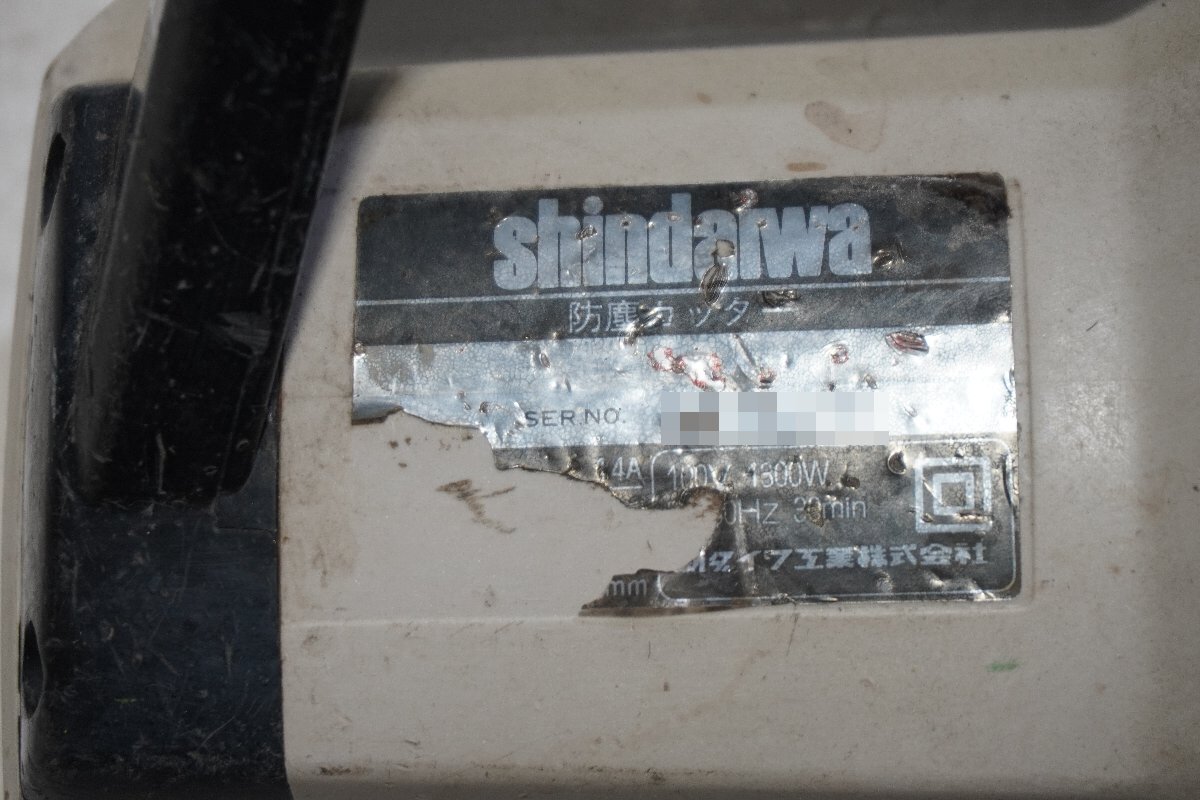 shindaiwa
防塵カッター
SER.NO.
4A 100V 1300W
0Hz 30min
ダイワ工業株式会社
mm